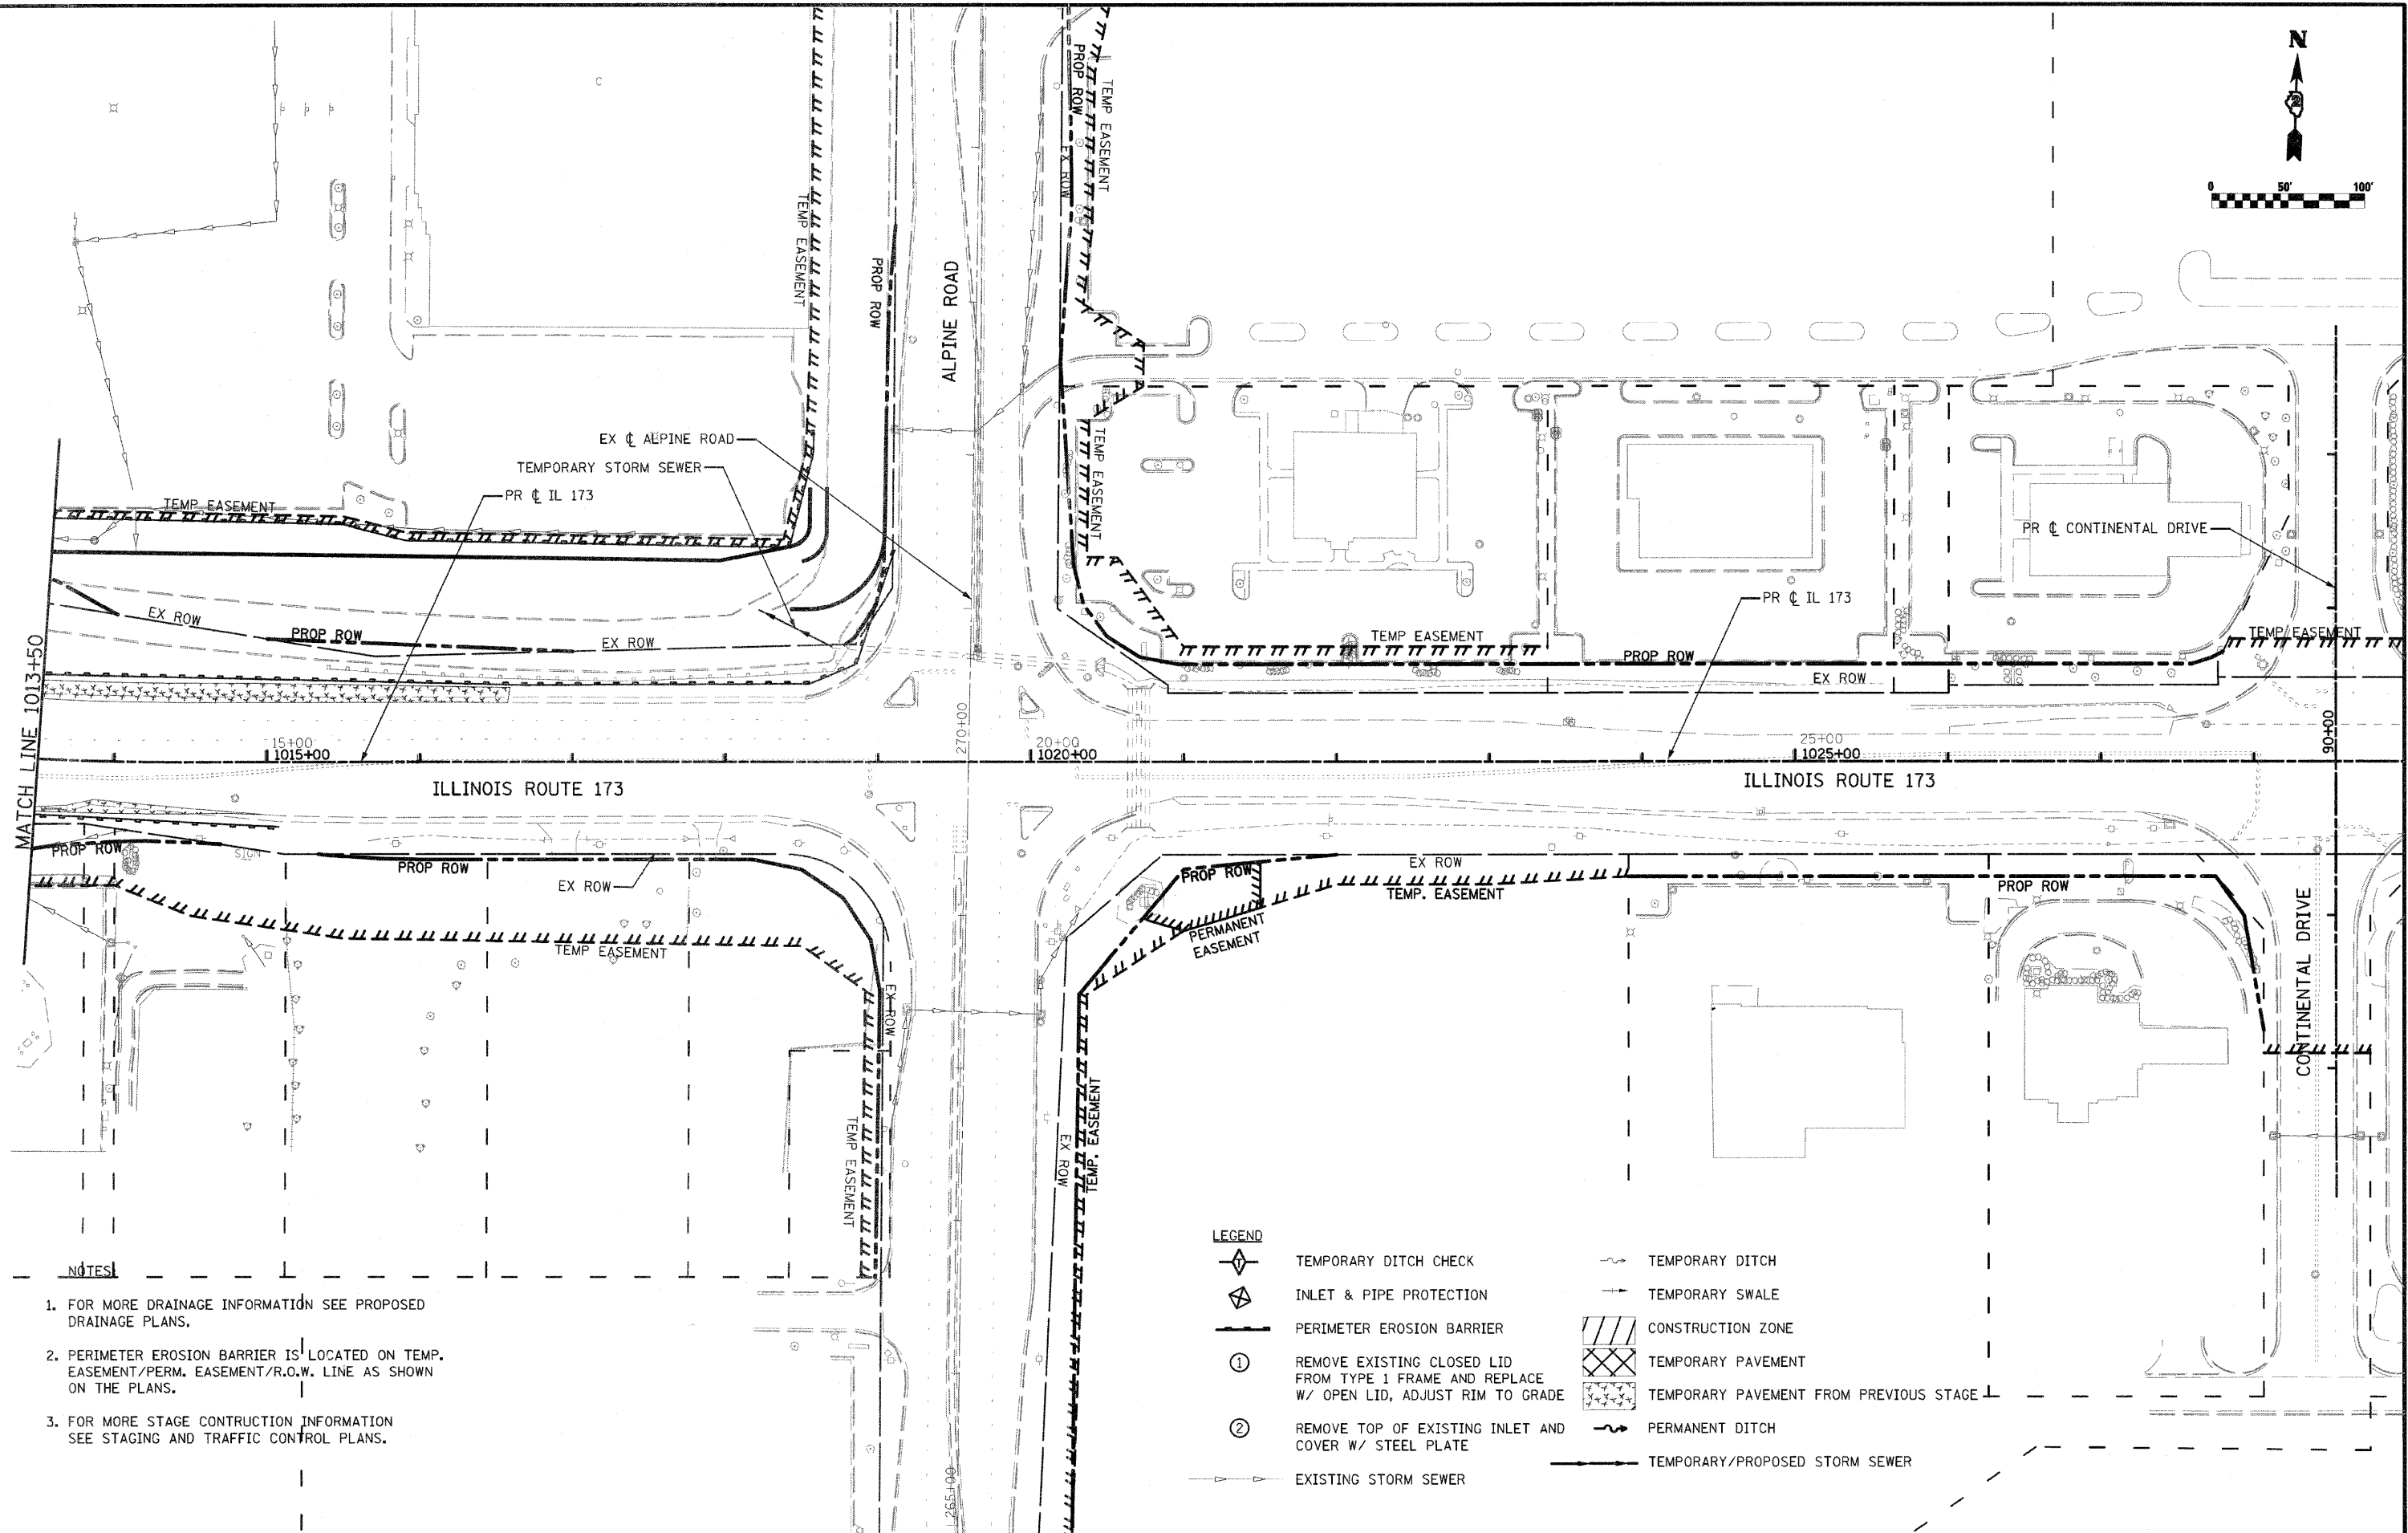 N
2
0 50' 100'
PROP ROW
TEMP EASEMENT
EX ROW
TEMP EASEMENT
PROP ROW
ALPINE ROAD
EX ℄ ALPINE ROAD
TEMPORARY STORM SEWER
PR ℄ IL 173
TEMP EASEMENT
TEMP EASEMENT
PR ℄ CONTINENTAL DRIVE
PR ℄ IL 173
EX ROW
PROP ROW
EX ROW
TEMP EASEMENT
PROP ROW
TEMP EASEMENT
EX ROW
MATCH LINE 1013+50
270+00
90+00
15+00
1015+00
20+00
1020+00
25+00
1025+00
ILLINOIS ROUTE 173
ILLINOIS ROUTE 173
PROP ROW
SIGN
PROP ROW
EX ROW
TEMP EASEMENT
EX ROW
TEMP EASEMENT
PROP ROW
PERMANENT
EASEMENT
EX ROW
TEMP. EASEMENT
PROP ROW
CONTINENTAL DRIVE
TEMP. EASEMENT
EX ROW
265+00
NOTES:
1. FOR MORE DRAINAGE INFORMATION SEE PROPOSED
DRAINAGE PLANS.
2. PERIMETER EROSION BARRIER IS LOCATED ON TEMP.
EASEMENT/PERM. EASEMENT/R.O.W. LINE AS SHOWN
ON THE PLANS.
3. FOR MORE STAGE CONTRUCTION INFORMATION
SEE STAGING AND TRAFFIC CONTROL PLANS.
LEGEND
T
TEMPORARY DITCH CHECK
INLET & PIPE PROTECTION
PERIMETER EROSION BARRIER
1
REMOVE EXISTING CLOSED LID
FROM TYPE 1 FRAME AND REPLACE
W/ OPEN LID, ADJUST RIM TO GRADE
2
REMOVE TOP OF EXISTING INLET AND
COVER W/ STEEL PLATE
EXISTING STORM SEWER
TEMPORARY DITCH
TEMPORARY SWALE
CONSTRUCTION ZONE
TEMPORARY PAVEMENT
TEMPORARY PAVEMENT FROM PREVIOUS STAGE
PERMANENT DITCH
TEMPORARY/PROPOSED STORM SEWER